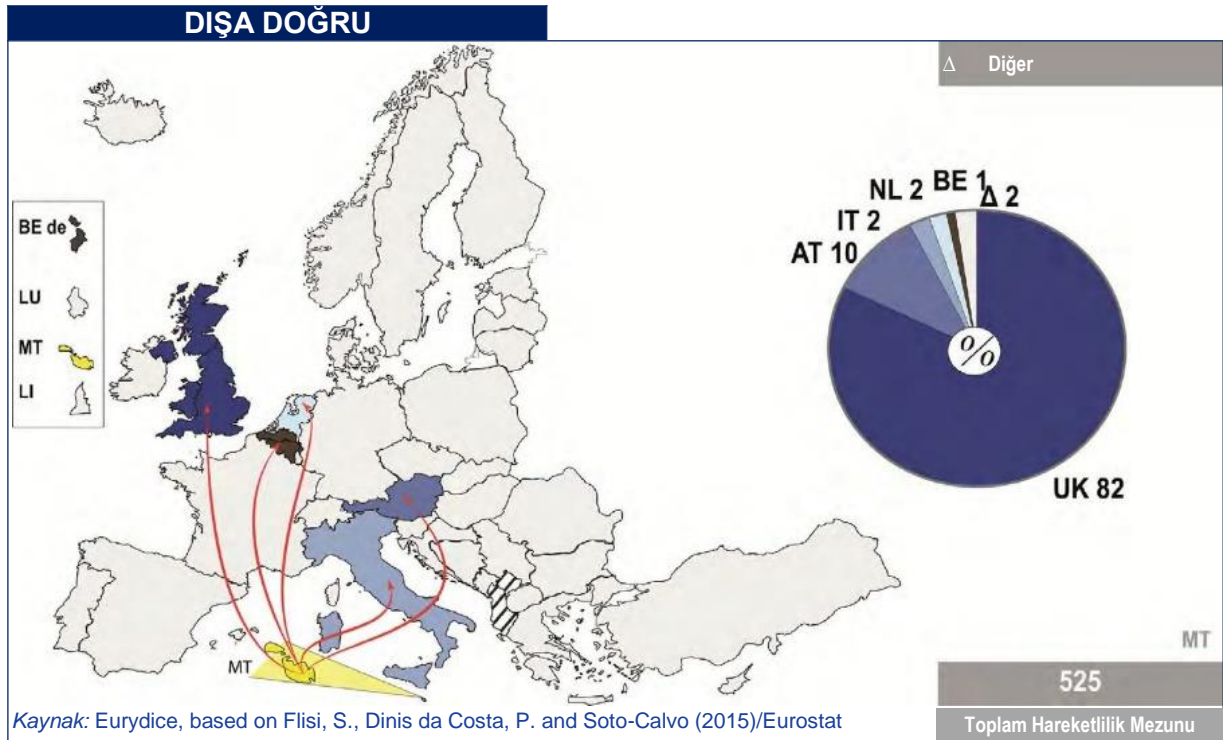 DIŞA DOĞRU
Δ Diğer
BE de
LU
MT
LI
NL 2
BE 1
Δ 2
IT 2
AT 10
%
UK 82
MT
MT
525
Toplam Hareketlilik Mezunu
Kaynak: Eurydice, based on Flisi, S., Dinis da Costa, P. and Soto-Calvo (2015)/Eurostat